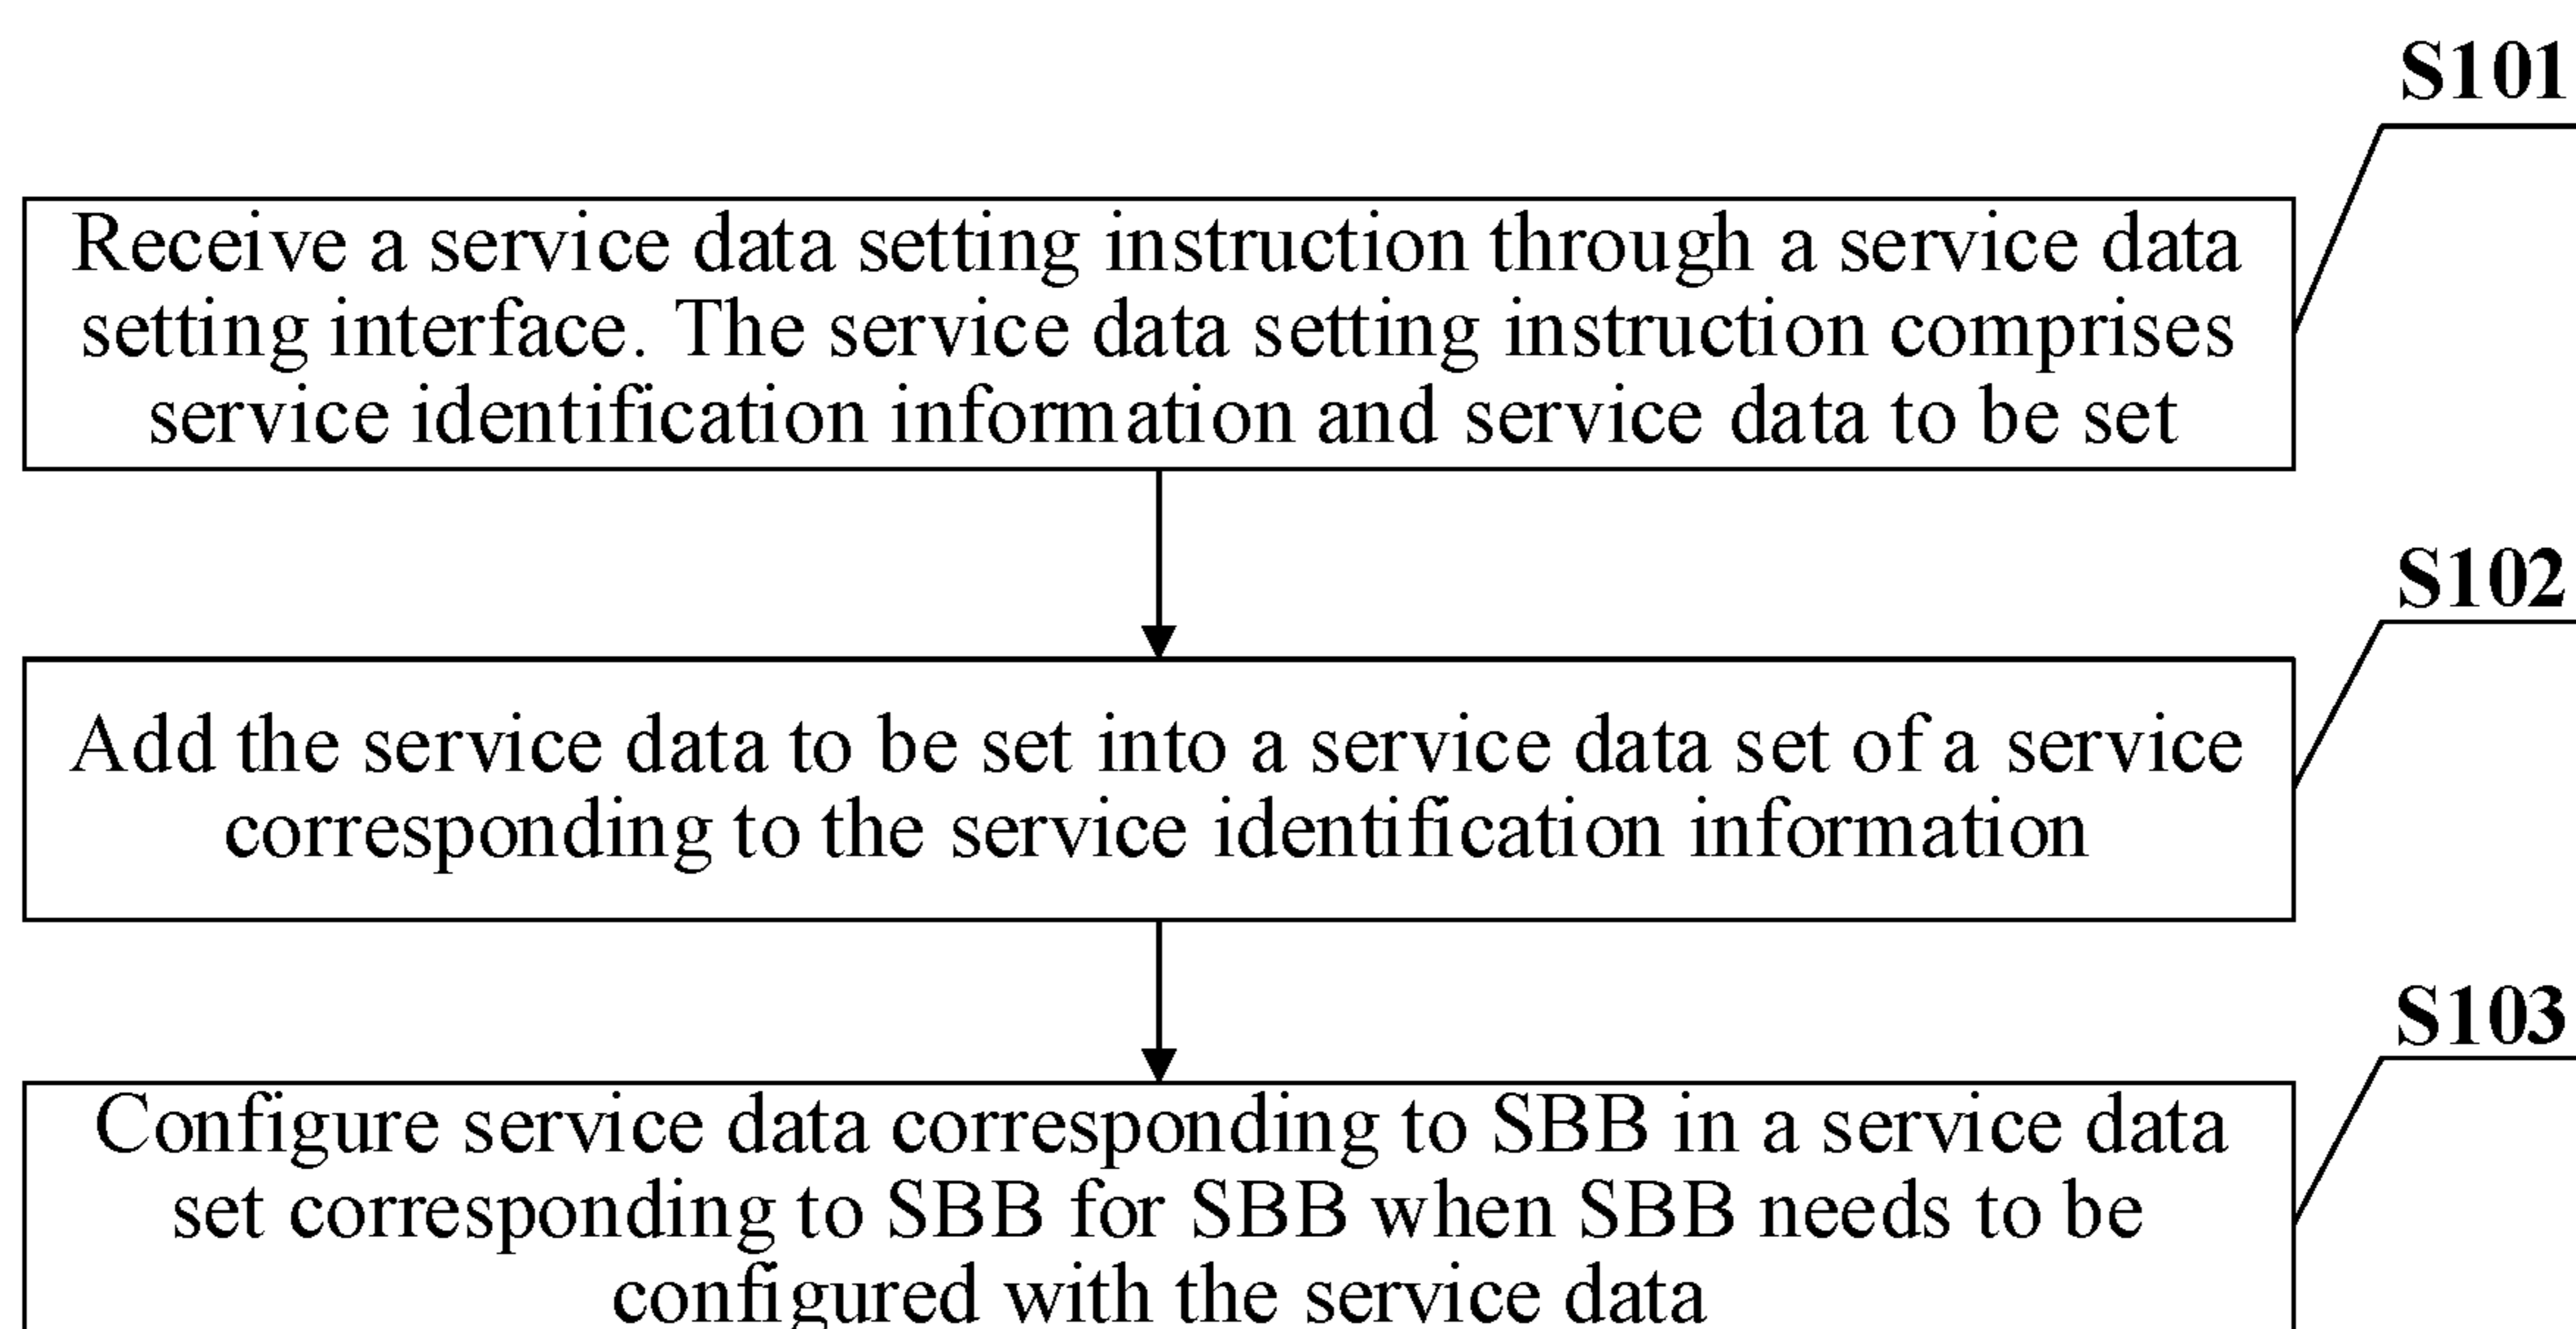 S101
Receive a service data setting instruction through a service data
setting interface. The service data setting instruction comprises
service identification information and service data to be set
S102
Add the service data to be set into a service data set of a service
corresponding to the service identification information
S103
Configure service data corresponding to SBB in a service data
set corresponding to SBB for SBB when SBB needs to be
configured with the service data